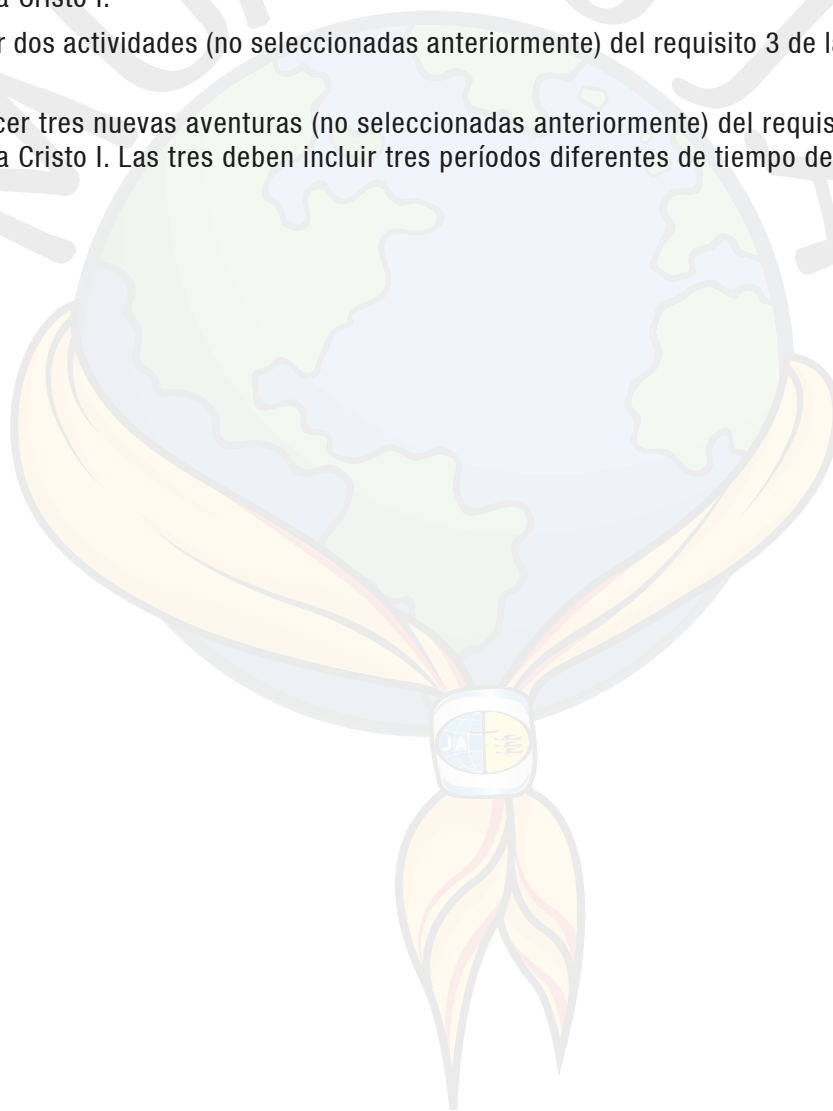 a Cristo I.
r dos actividades (no seleccionadas anteriormente) del requisito 3 de l
cer tres nuevas aventuras (no seleccionadas anteriormente) del requis
a Cristo I. Las tres deben incluir tres períodos diferentes de tiempo de
JA